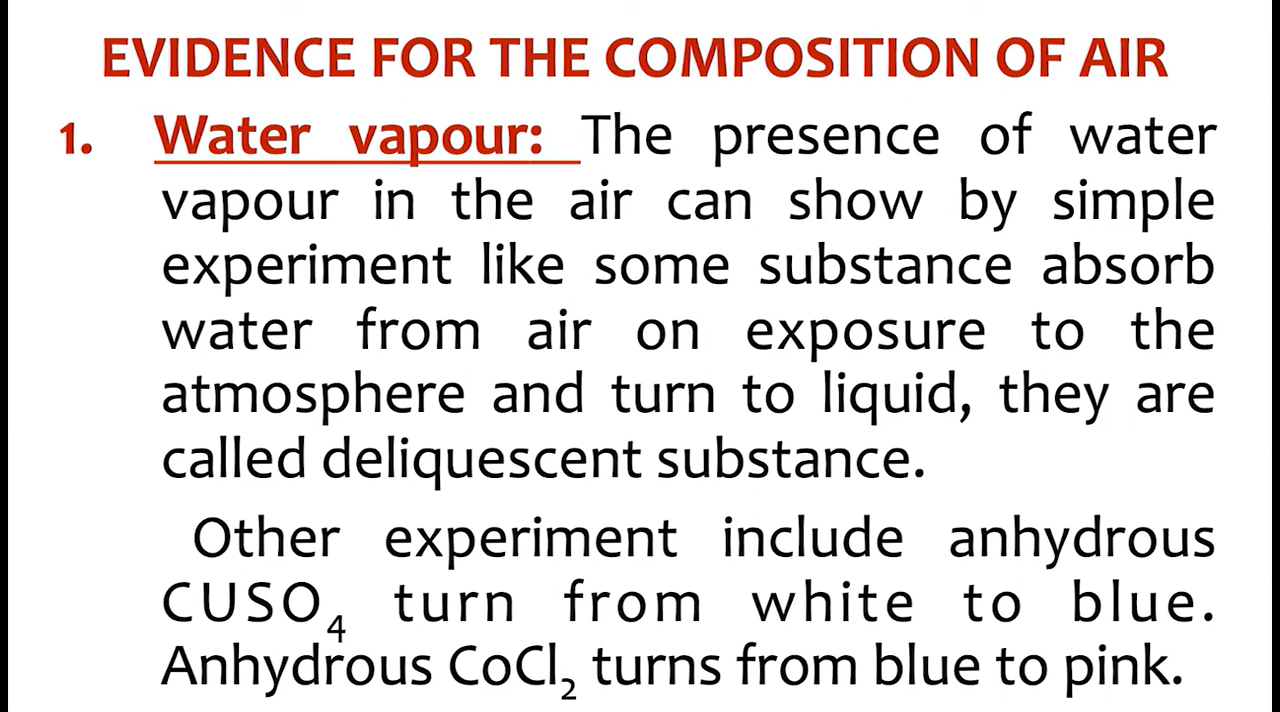 EVIDENCE FOR THE COMPOSITION OF AIR
1. Water vapour: The presence of water
vapour in the air can show by simple
experiment like some substance absorb
water from air on exposure to the
atmosphere and turn to liquid, they are
called deliquescent substance.
Other experiment include anhydrous
CUSO₄ turn from white to blue.
Anhydrous CoCl₂ turns from blue to pink.